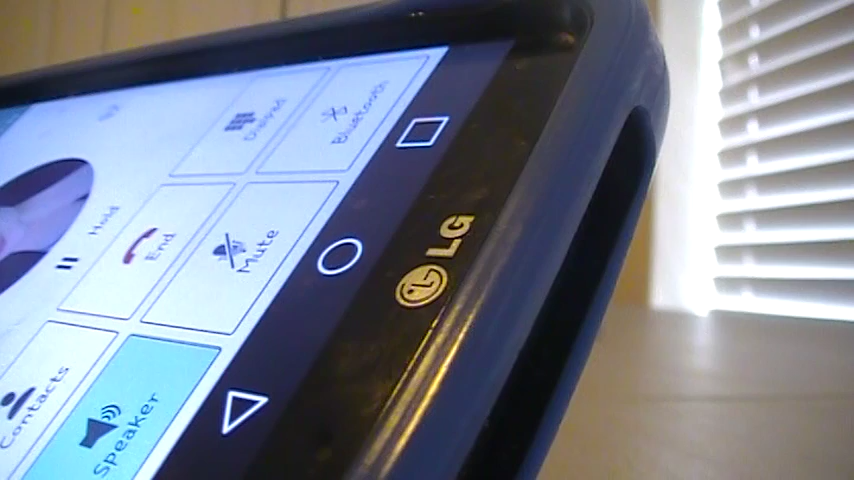 Hold
Dialpad
Bluetooth
End
Mute
Contacts
Speaker
LG